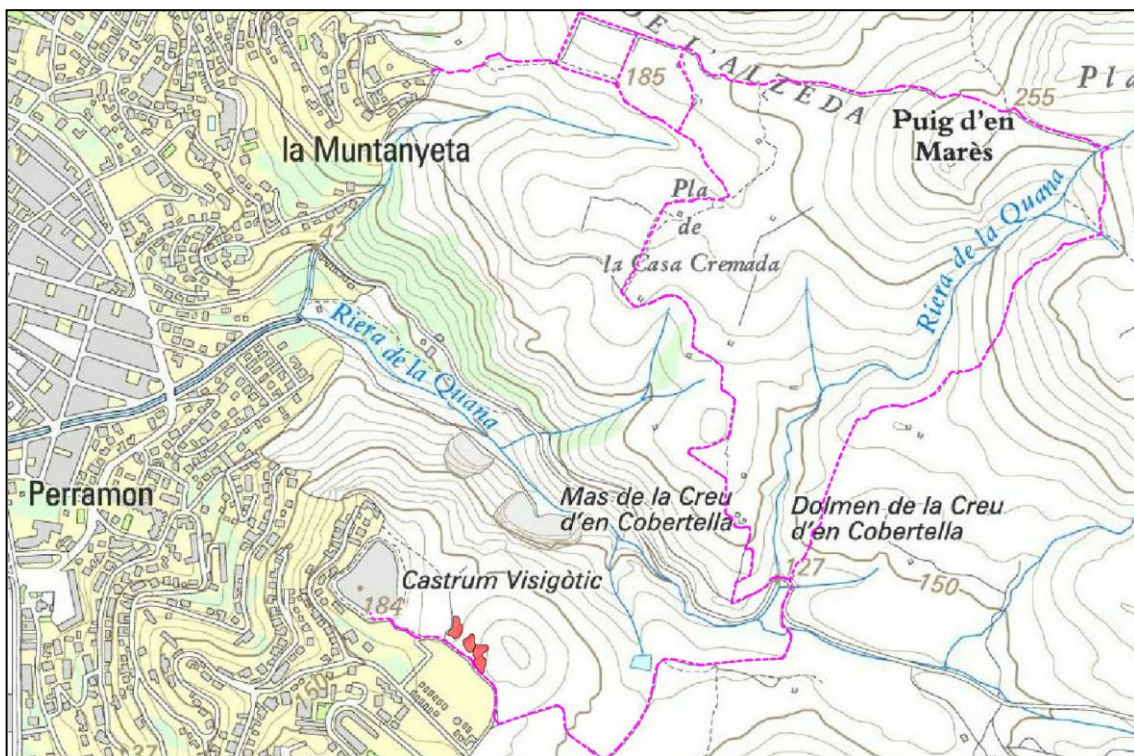 DE L'ALZEDA
185
255
Pla
Puig d'en
Marès
la Muntanyeta
Pla
de
la Casa Cremada
Riera de la Quana
42
Riera de la Quana
Perramon
Mas de la Creu
d'en Cobertella
Dolmen de la Creu
d'en Cobertella
127
150
Castrum Visigòtic
184
150
37